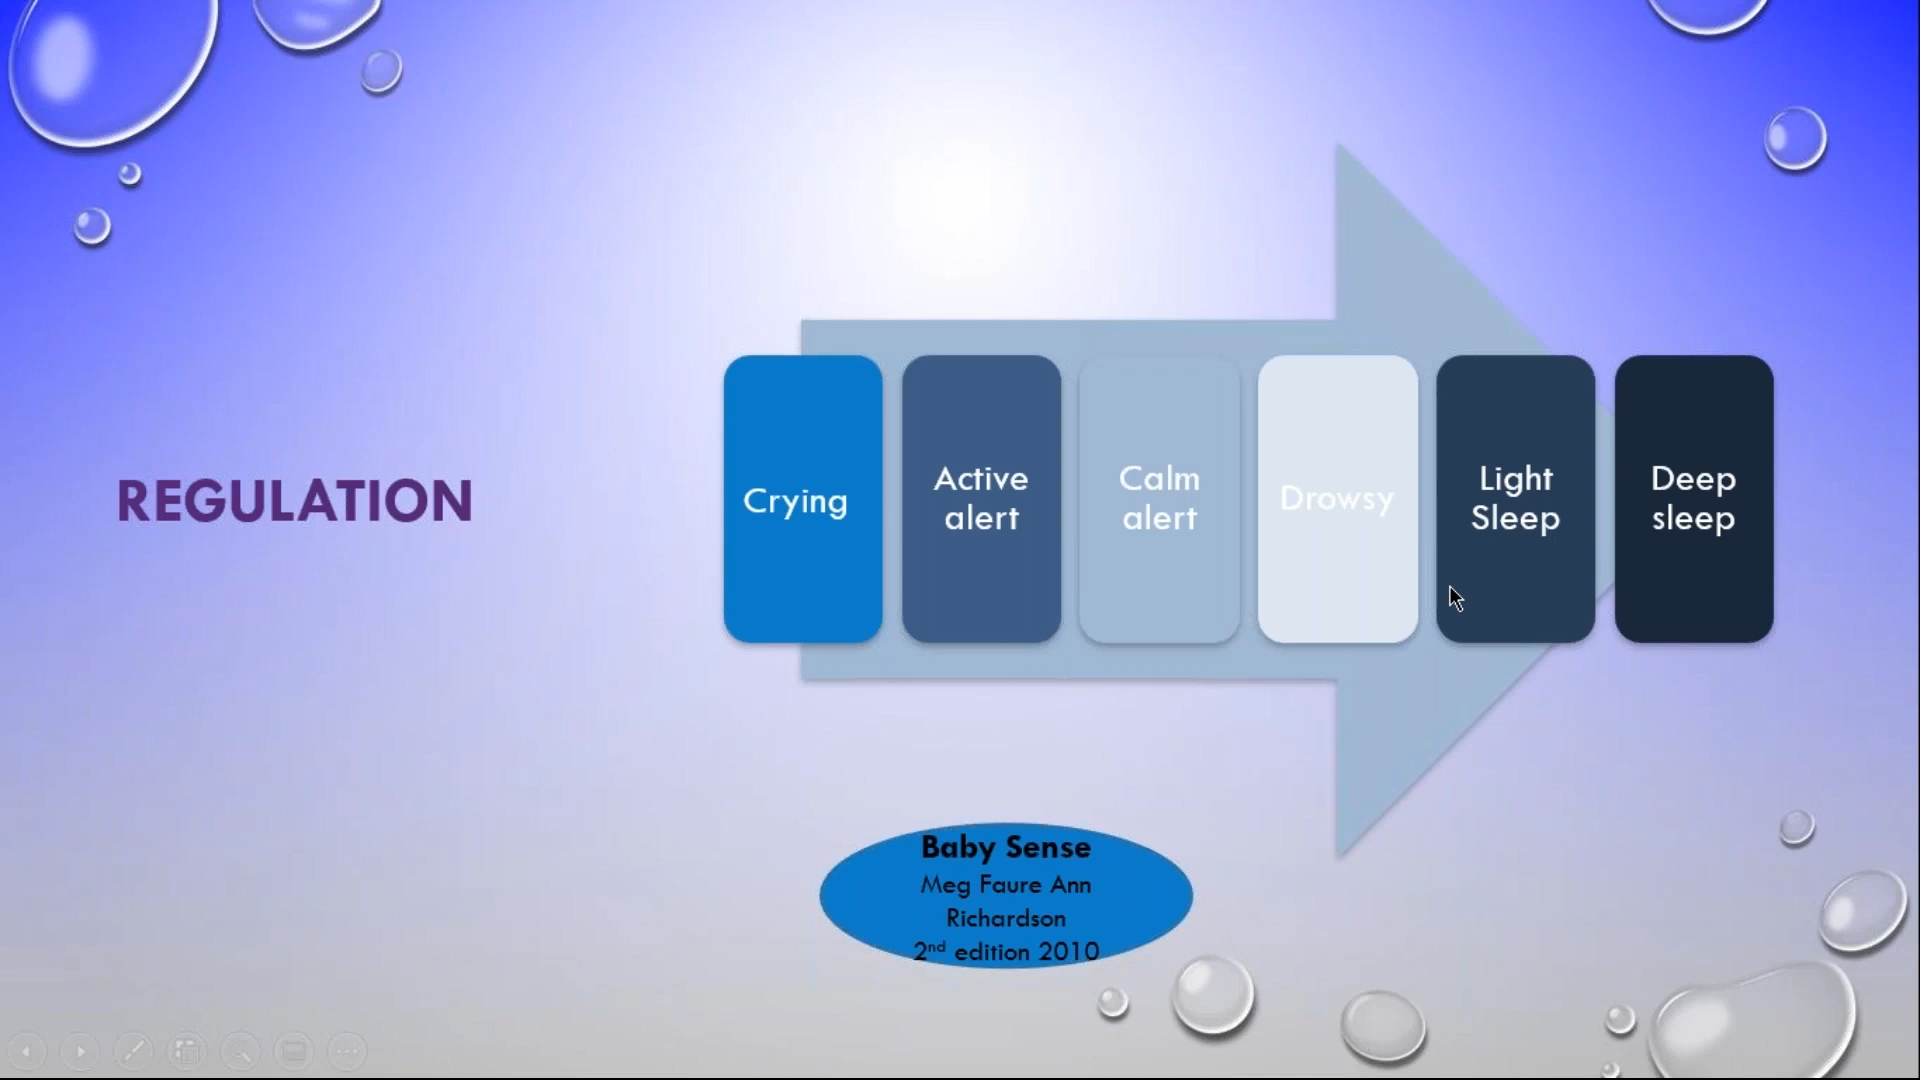 REGULATION
Crying
Active
alert
Calm
alert
Drowsy
Light
Sleep
Deep
sleep
Baby Sense
Meg Faure Ann
Richardson
2nd edition 2010